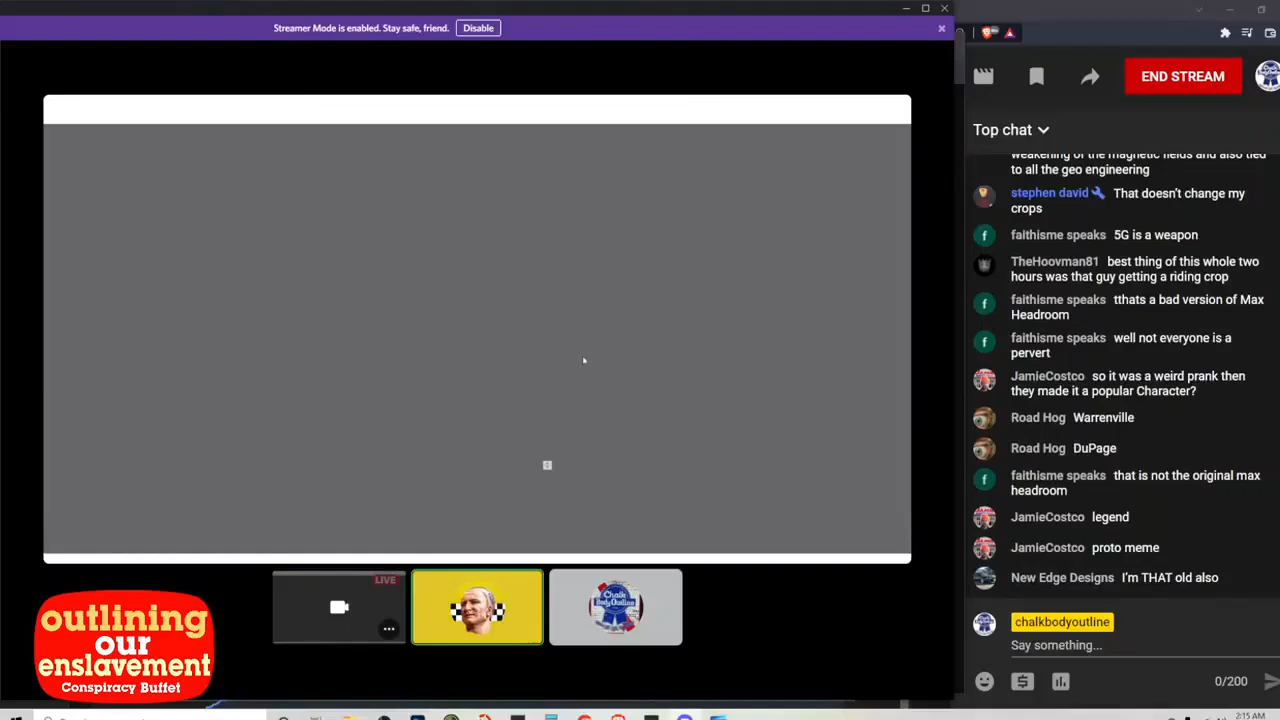 Streamer Mode is enabled. Stay safe, friend.
Disable
END STREAM
Top chat
weakening of the magnetic fields and also tied
to all the geo engineering
stephen david That doesn't change my
crops
faithisme speaks 5G is a weapon
TheHoovman81 best thing of this whole two
hours was that guy getting a riding crop
faithisme speaks tthats a bad version of Max
Headroom
faithisme speaks well not everyone is a
pervert
JamieCostco so it was a weird prank then
they made it a popular Character?
Road Hog Warrenville
Road Hog DuPage
faithisme speaks that is not the original max
headroom
JamieCostco legend
JamieCostco proto meme
New Edge Designs I'm THAT old also
chalkbodyoutline
Say something...
0/200
LIVE
Chalk
Body Outline
outlining
our
enslavement
Conspiracy Buffet
2:15 AM